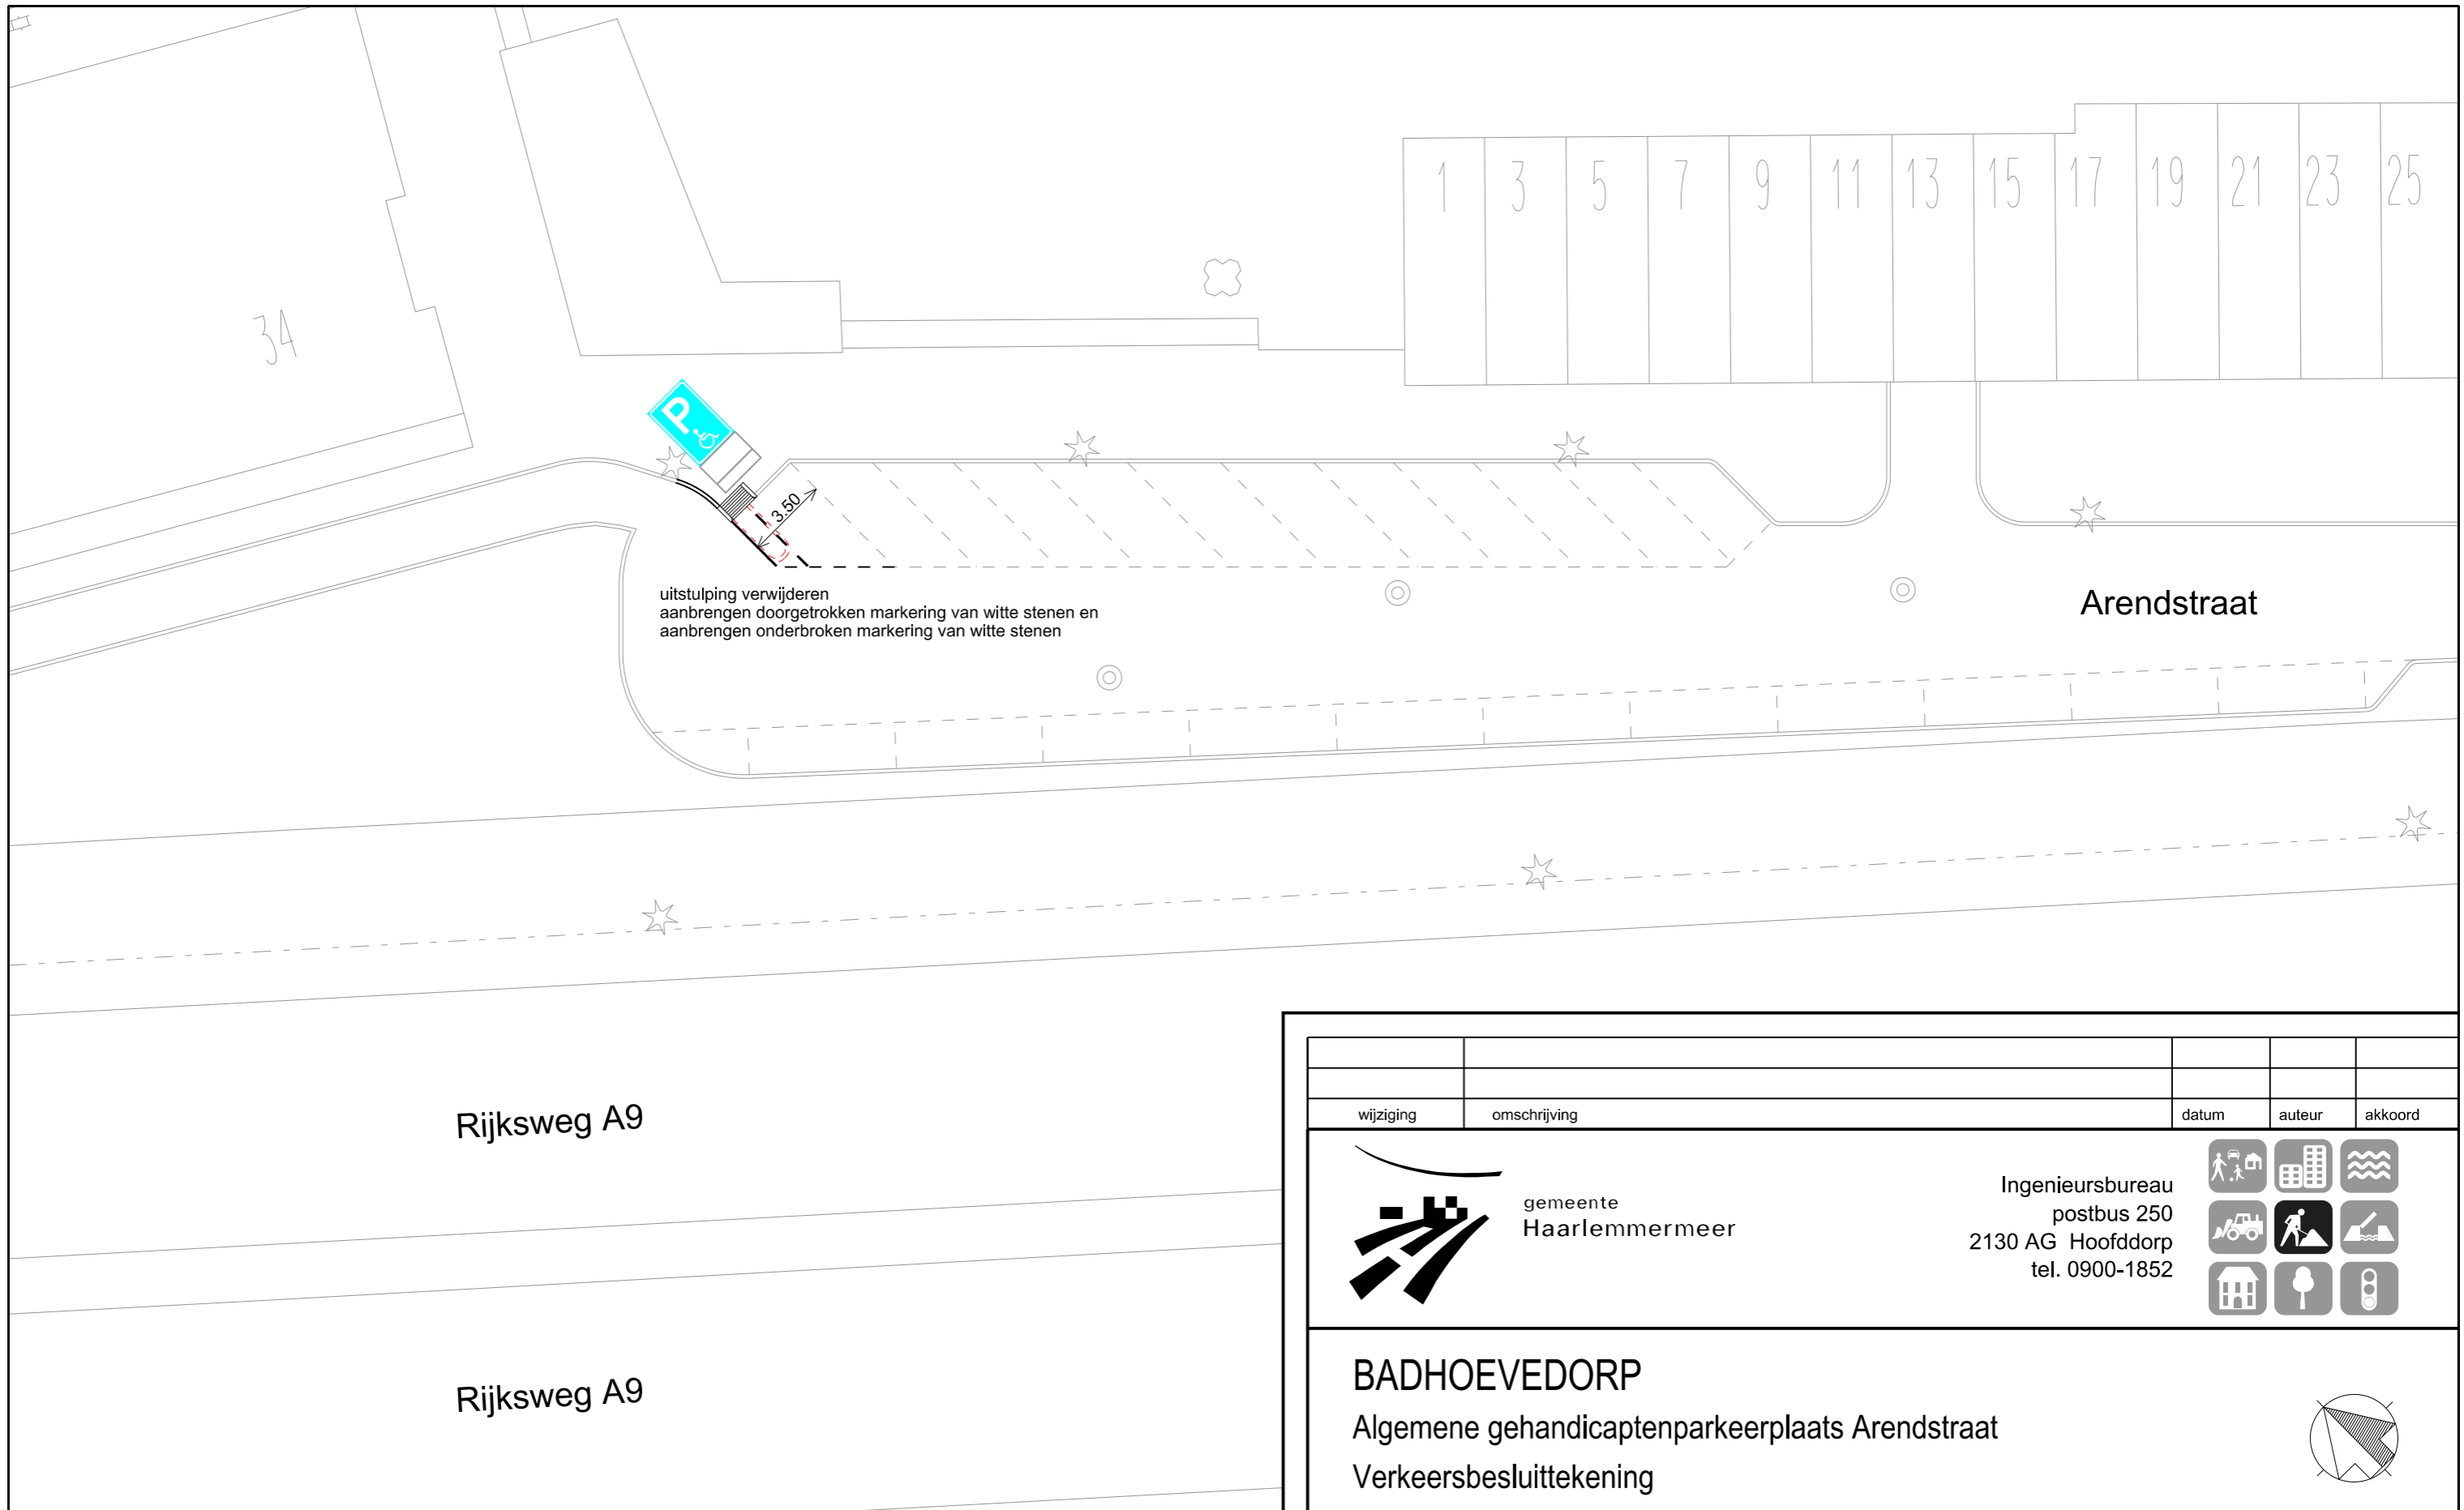 1 3 5 7 9 11 13 15 17 19 21 23 25
34
P
3.50
uitstulping verwijderen
aanbrengen doorgetrokken markering van witte stenen en
aanbrengen onderbroken markering van witte stenen
Arendstraat
Rijksweg A9
Rijksweg A9
wijziging omschrijving datum auteur akkoord
gemeente
Haarlemmermeer
Ingenieursbureau
postbus 250
2130 AG Hoofddorp
tel. 0900-1852
BADHOEVEDORP
Algemene gehandicaptenparkeerplaats Arendstraat
Verkeersbesluittekening